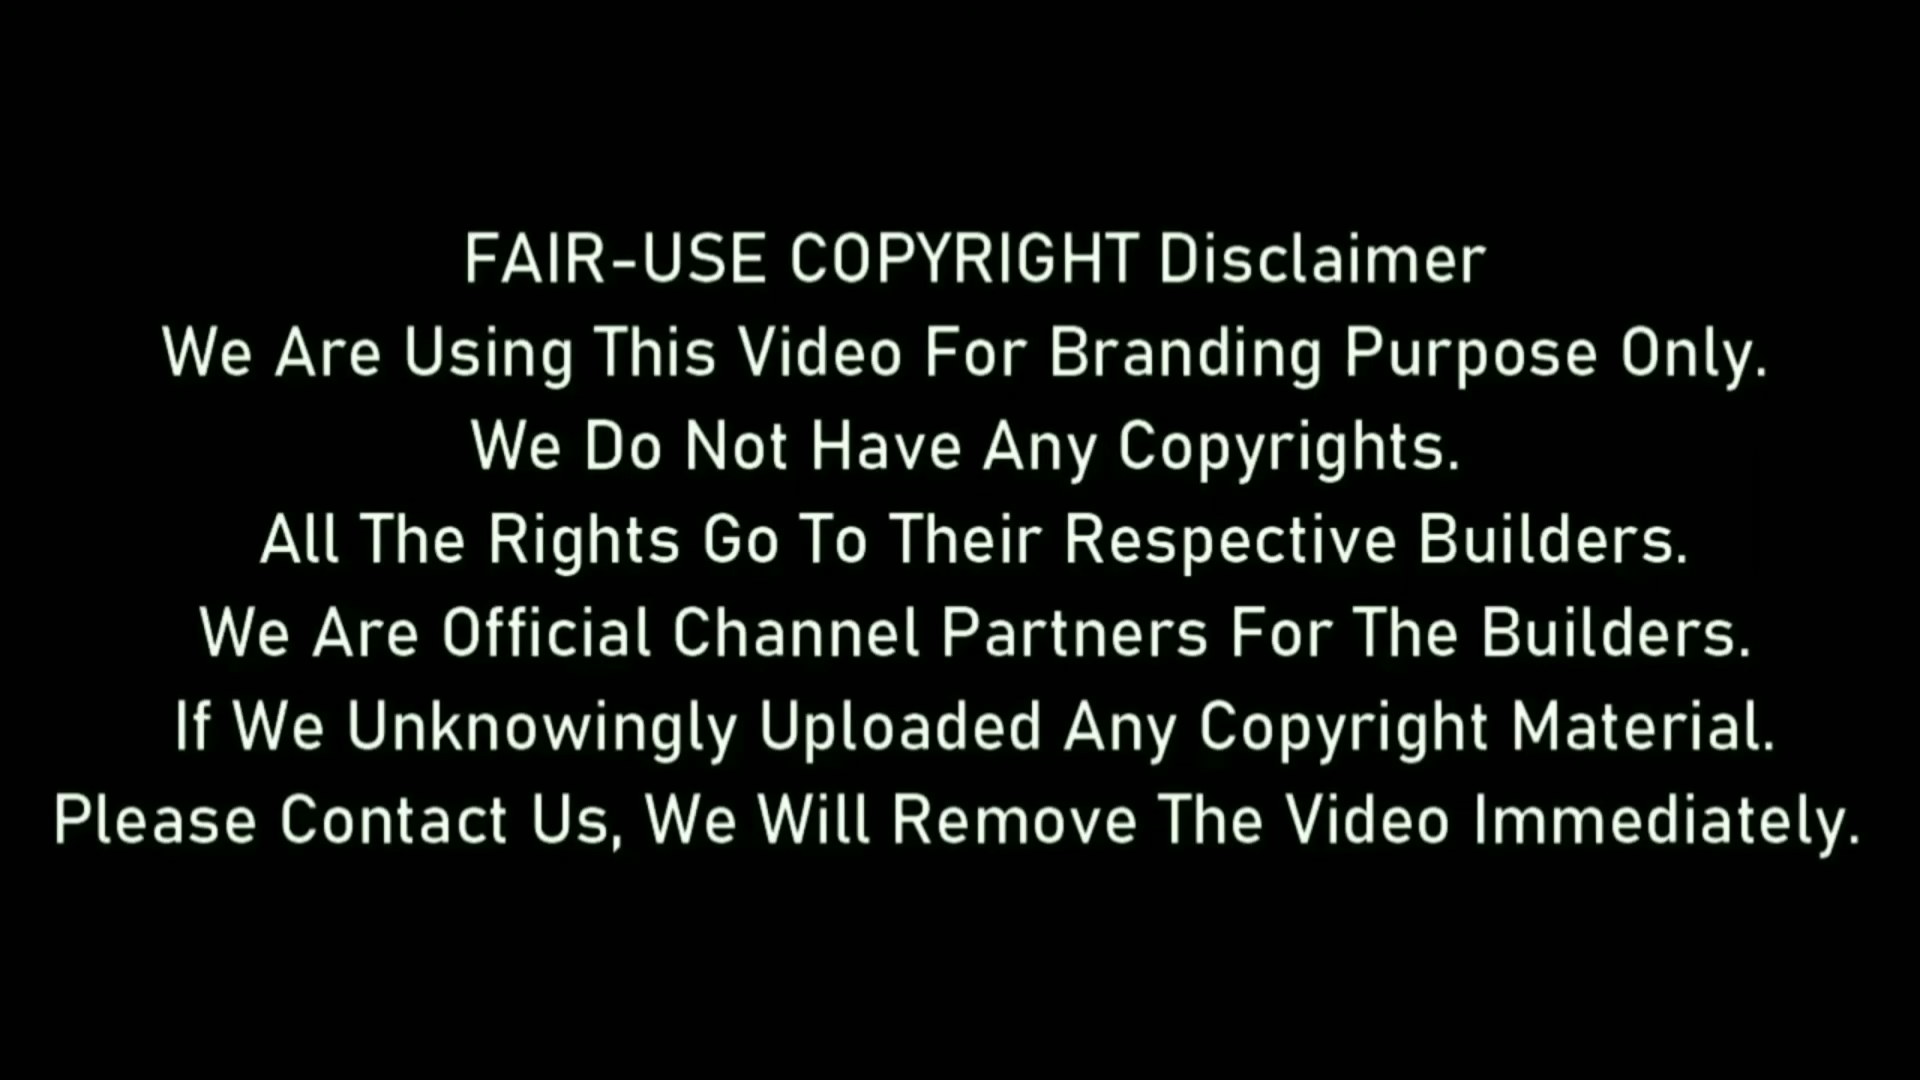 FAIR-USE COPYRIGHT Disclaimer
We Are Using This Video For Branding Purpose Only.
We Do Not Have Any Copyrights.
All The Rights Go To Their Respective Builders.
We Are Official Channel Partners For The Builders.
If We Unknowingly Uploaded Any Copyright Material.
Please Contact Us, We Will Remove The Video Immediately.